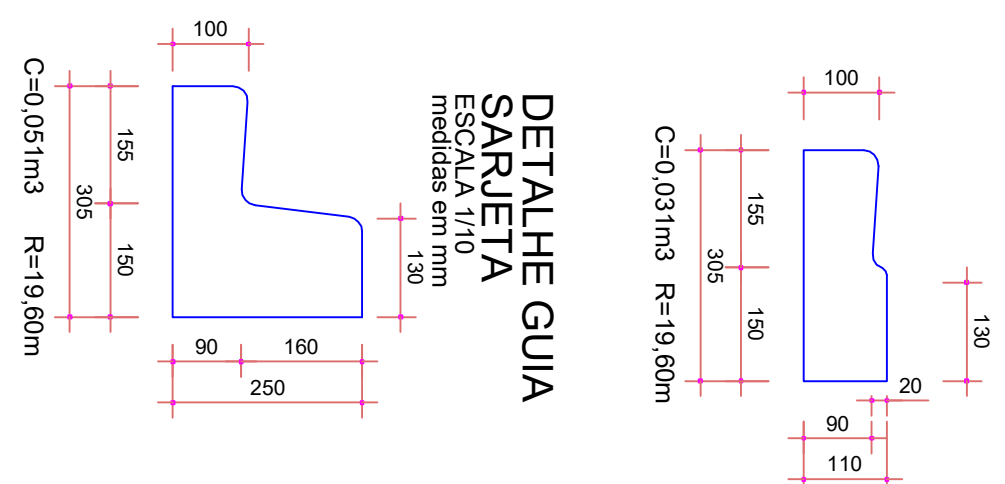 DETALHE GUIA
SARJETA
ESCALA 1/10
medidas em mm
100
155
150
305
C=0,051m3 R=19,60m
130
90
160
250
100
155
150
305
C=0,031m3 R=19,60m
130
20
90
110